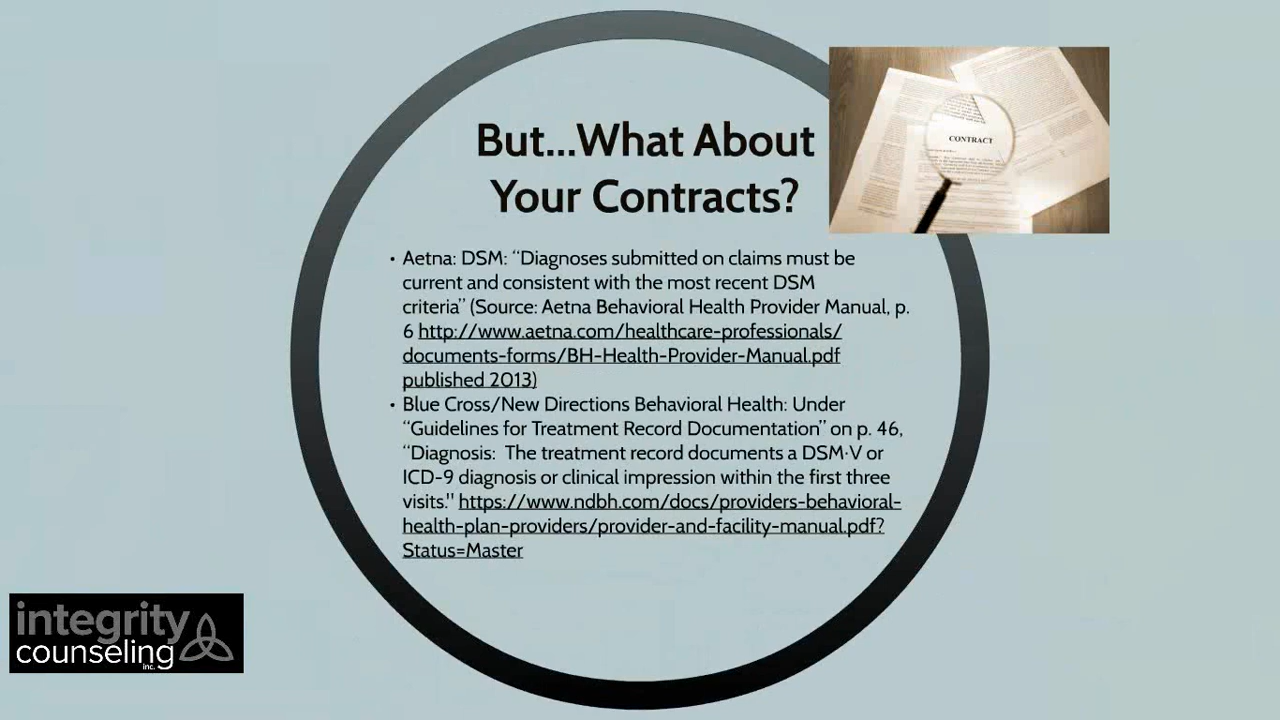 But...What About
Your Contracts?
CONTRACT
• Aetna: DSM: “Diagnoses submitted on claims must be
current and consistent with the most recent DSM
criteria” (Source: Aetna Behavioral Health Provider Manual, p.
6 http://www.aetna.com/healthcare-professionals/
documents-forms/BH-Health-Provider-Manual.pdf
published 2013)
• Blue Cross/New Directions Behavioral Health: Under
“Guidelines for Treatment Record Documentation” on p. 46,
“Diagnosis:  The treatment record documents a DSM-V or
ICD-9 diagnosis or clinical impression within the first three
visits." https://www.ndbh.com/docs/providers-behavioral-
health-plan-providers/provider-and-facility-manual.pdf?
Status=Master
integrity
counseling
inc.